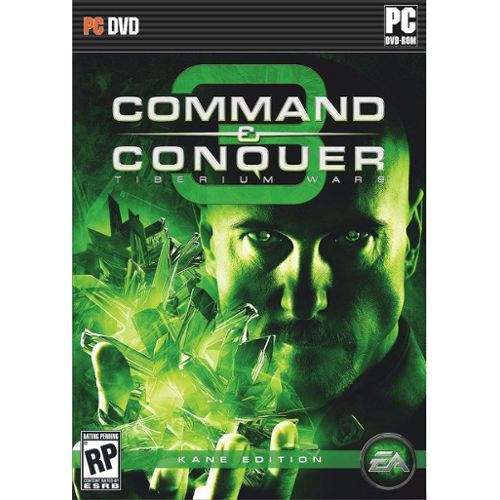 PC DVD
PC
DVD-ROM
3
COMMAND
&
CONQUER
TIBERIUM WARS
KANE EDITION
RATING PENDING
RP
CONTENT RATED BY
ESRB
EA